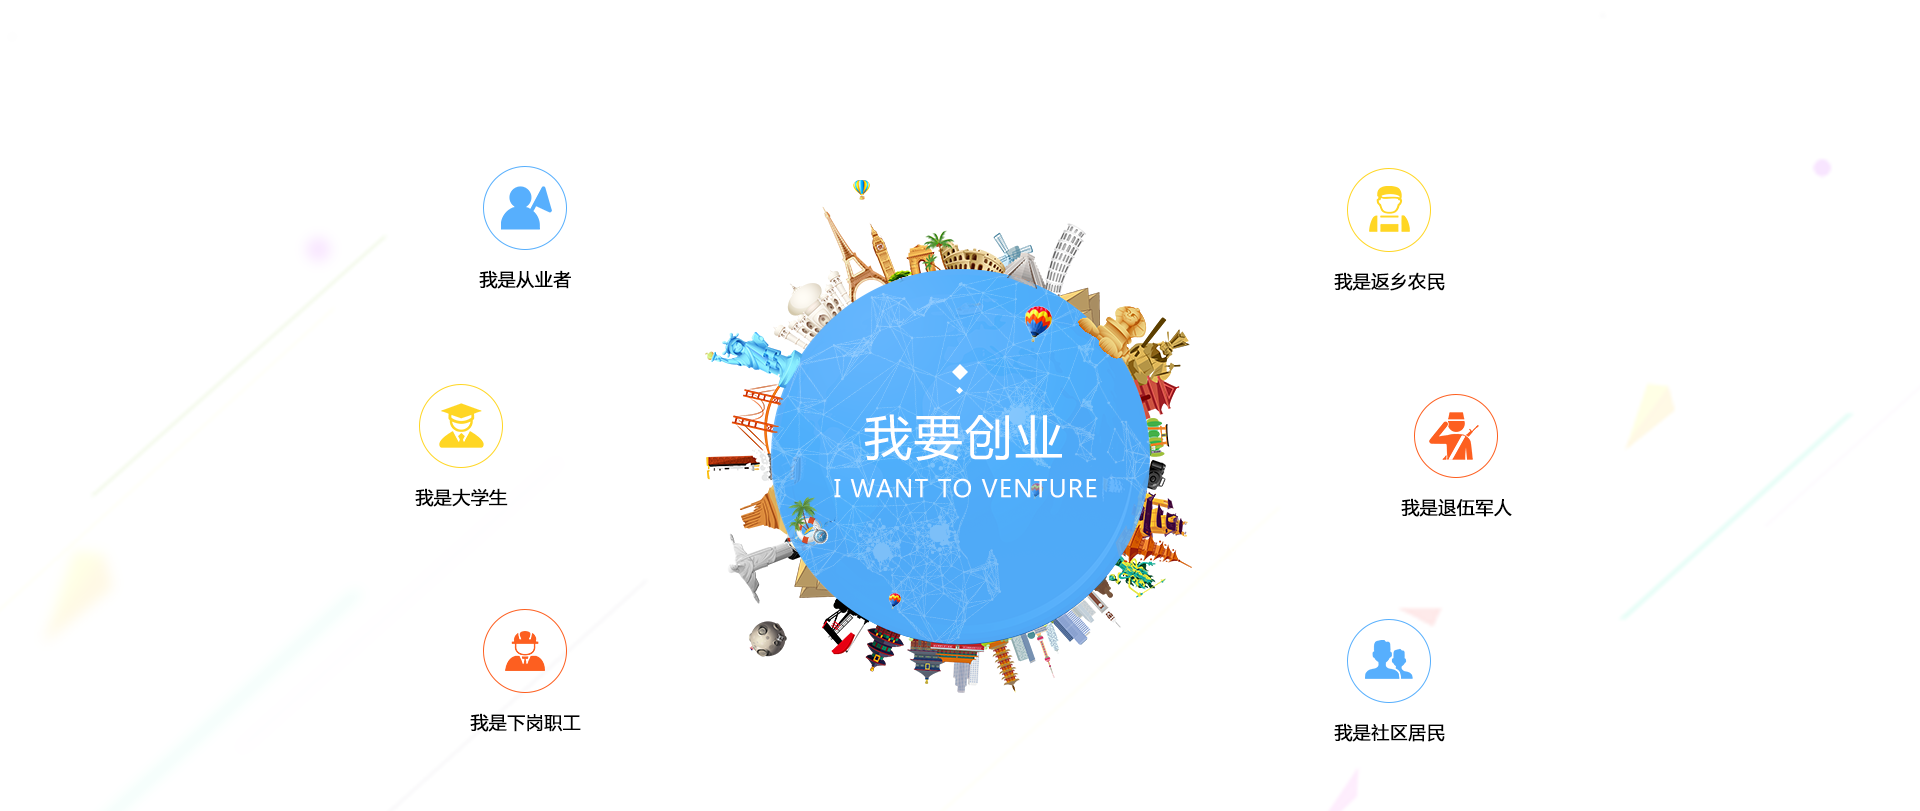 我是从业者
我是返乡农民
我要创业
I WANT TO VENTURE
我是大学生
我是退伍军人
我是下岗职工
我是社区居民